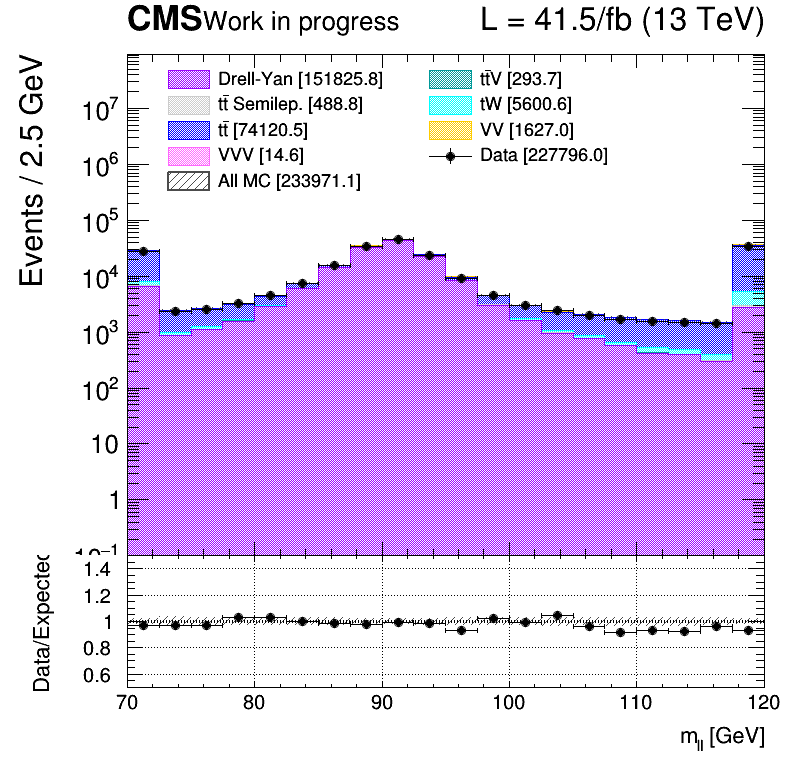 CMS Work in progress L = 41.5/fb (13 TeV)
Events / 2.5 GeV
Drell-Yan [151825.8]
tt̄V [293.7]
tt̄ Semilep. [488.8]
tW [5600.6]
tt̄ [74120.5]
VV [1627.0]
VVV [14.6]
Data [227796.0]
All MC [233971.1]
10⁷
10⁶
10⁵
10⁴
10³
10²
10
1
10⁻¹
Data/Expected
1.4
1.2
1
0.8
0.6
70 80 90 100 110 120
m_ll [GeV]